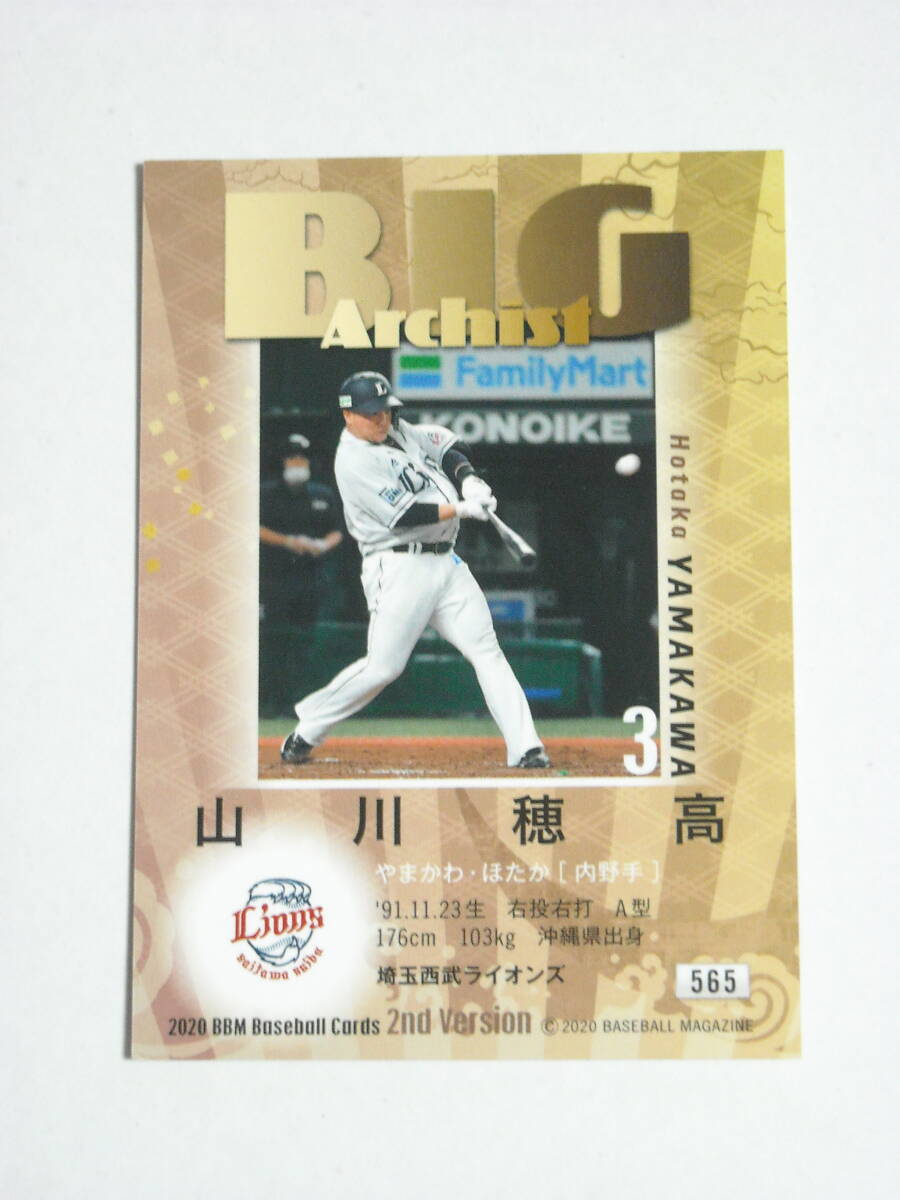 BIG
Archist
FamilyMart
KONOIKE
L
Hotaka YAMAKAWA
3
山川穂高
やまかわ・ほたか [ 内野手 ]
'91.11.23生 右投右打 A型
176cm 103kg 沖縄県出身
埼玉西武ライオンズ
Lions
saitama seibu
565
2020 BBM Baseball Cards 2nd Version © 2020 BASEBALL MAGAZINE